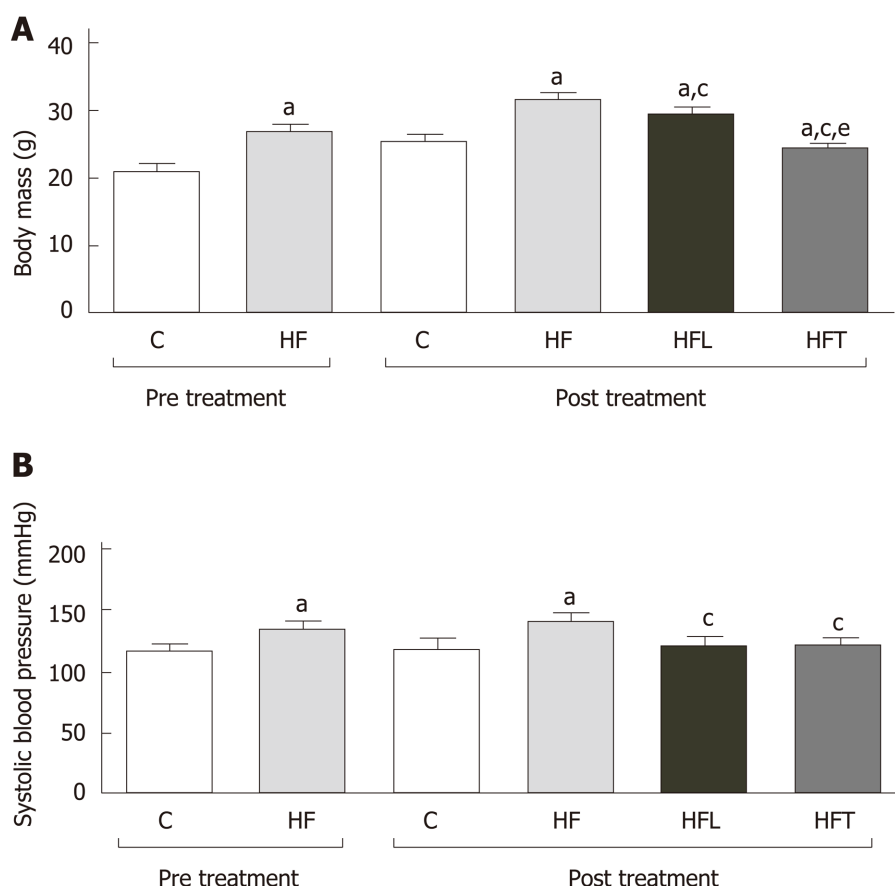 A
Body mass (g)
40
30
20
10
0
a
a
a,c
a,c,e
C HF C HF HFL HFT
Pre treatment Post treatment
B
Systolic blood pressure (mmHg)
200
150
100
50
0
a
a
c
c
C HF C HF HFL HFT
Pre treatment Post treatment